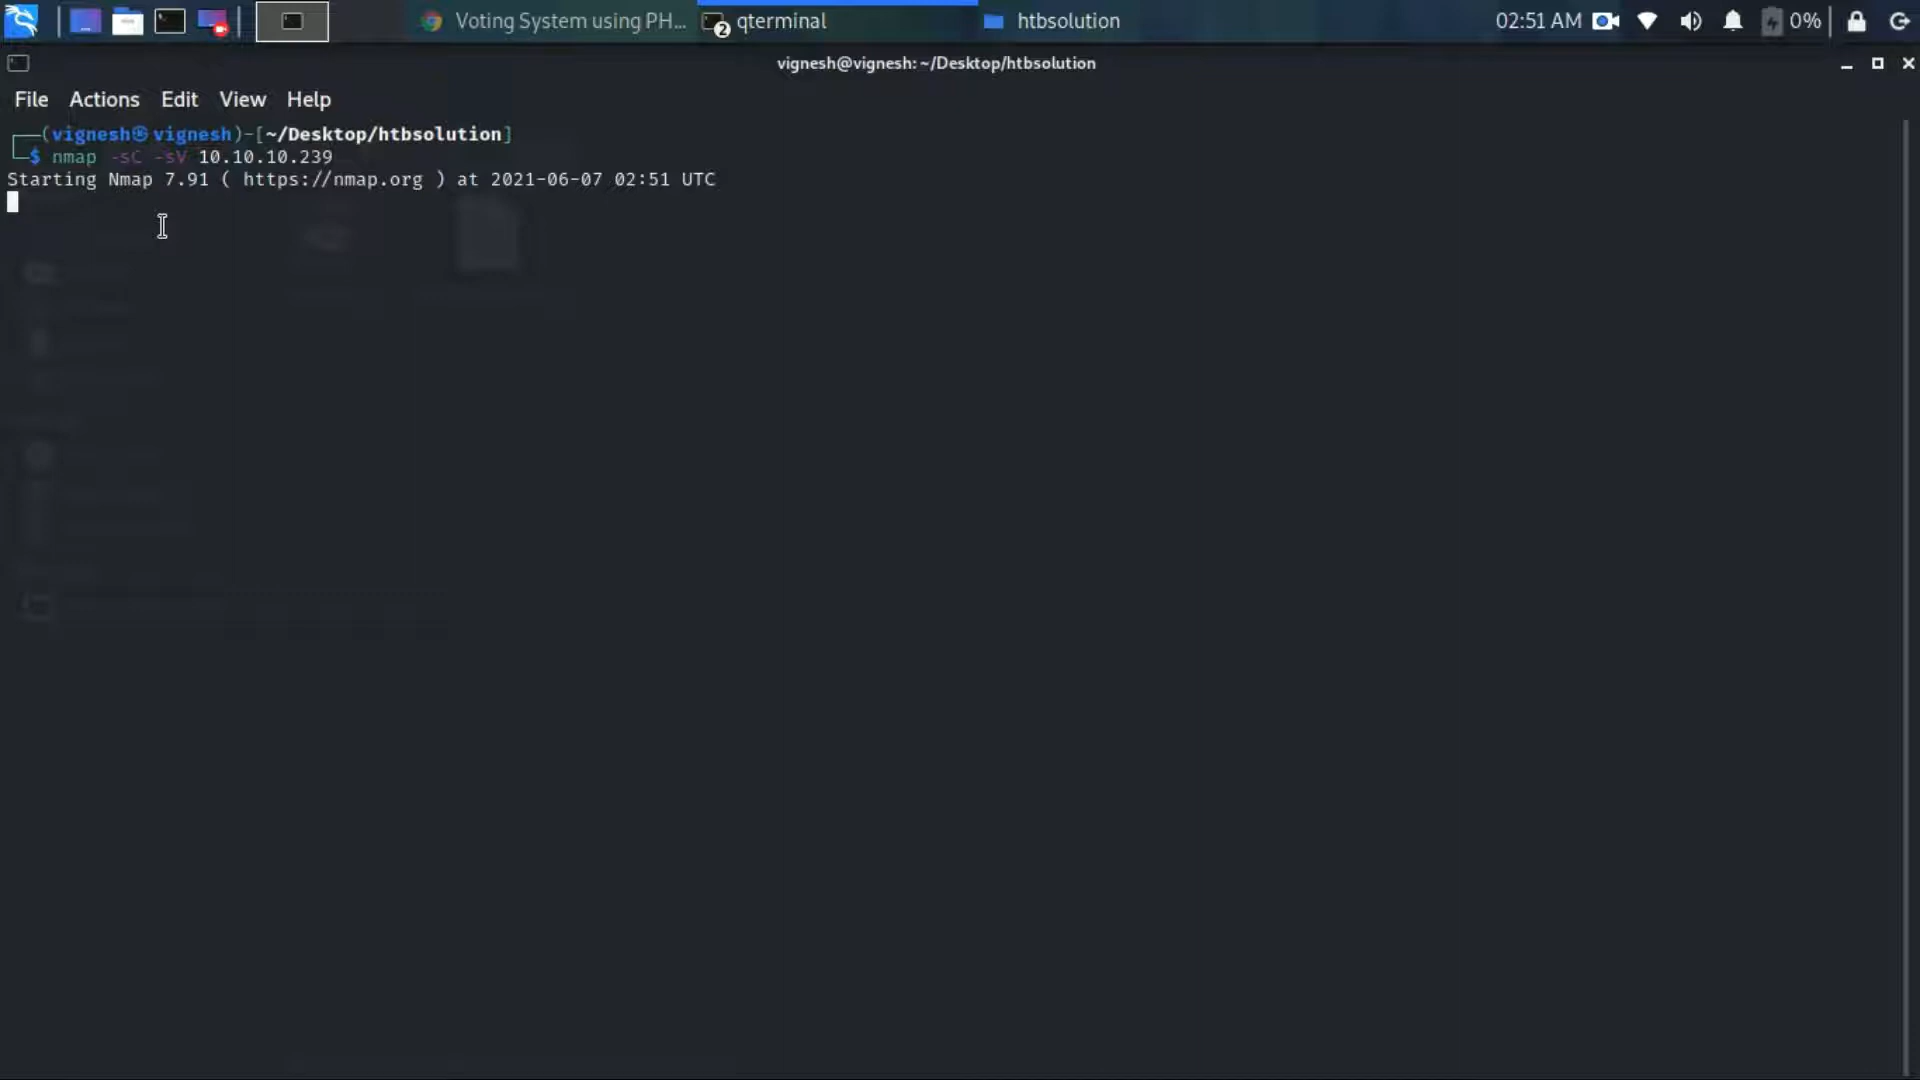 Voting System using PH... 2 qterminal htbsolution 02:51 AM 0%
vignesh@vignesh: ~/Desktop/htbsolution
File Actions Edit View Help
┌──(vignesh㉿vignesh)-[~/Desktop/htbsolution]
└─$ nmap -sC -sV 10.10.10.239
Starting Nmap 7.91 ( https://nmap.org ) at 2021-06-07 02:51 UTC